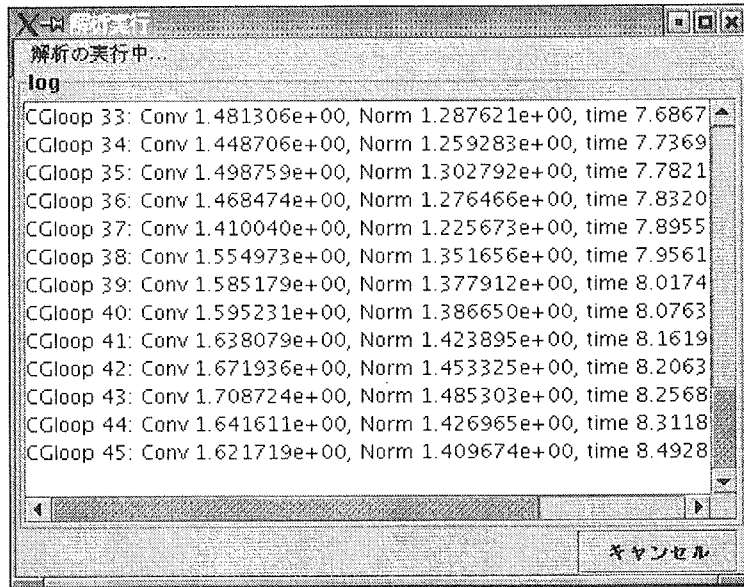 解析実行
解析の実行中...
log
CGloop 33: Conv 1.481306e+00, Norm 1.287621e+00, time 7.6867
CGloop 34: Conv 1.448706e+00, Norm 1.259283e+00, time 7.7369
CGloop 35: Conv 1.498759e+00, Norm 1.302792e+00, time 7.7821
CGloop 36: Conv 1.468474e+00, Norm 1.276466e+00, time 7.8320
CGloop 37: Conv 1.410040e+00, Norm 1.225673e+00, time 7.8955
CGloop 38: Conv 1.554973e+00, Norm 1.351656e+00, time 7.9561
CGloop 39: Conv 1.585179e+00, Norm 1.377912e+00, time 8.0174
CGloop 40: Conv 1.595231e+00, Norm 1.386650e+00, time 8.0763
CGloop 41: Conv 1.638079e+00, Norm 1.423895e+00, time 8.1619
CGloop 42: Conv 1.671936e+00, Norm 1.453325e+00, time 8.2063
CGloop 43: Conv 1.708724e+00, Norm 1.485303e+00, time 8.2568
CGloop 44: Conv 1.641611e+00, Norm 1.426965e+00, time 8.3118
CGloop 45: Conv 1.621719e+00, Norm 1.409674e+00, time 8.4928
キャンセル